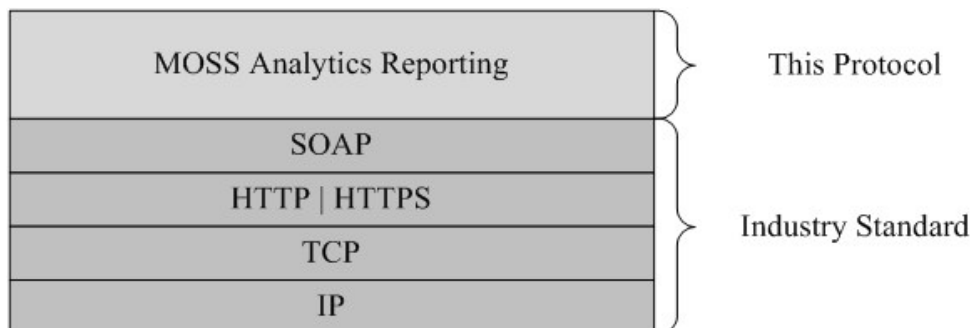 MOSS Analytics Reporting
This Protocol
SOAP
HTTP | HTTPS
TCP
IP
Industry Standard